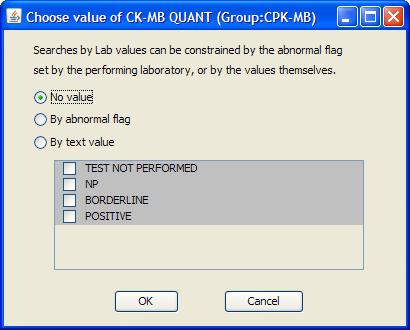 Choose value of CK-MB QUANT (Group:CPK-MB)
Searches by Lab values can be constrained by the abnormal flag
set by the performing laboratory, or by the values themselves.
No value
By abnormal flag
By text value
TEST NOT PERFORMED
NP
BORDERLINE
POSITIVE
OK Cancel